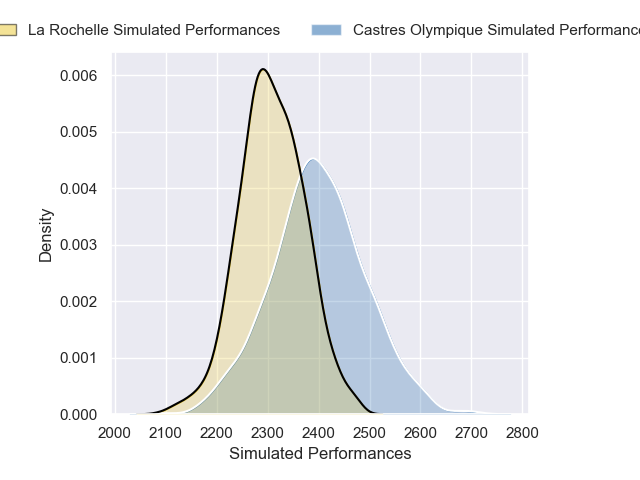 La Rochelle Simulated Performances
Castres Olympique Simulated
0.006
0.005
0.004
0.003
0.002
0.001
0.000
Density
2000 2100 2200 2300 2400 2500 2600 2700 2800
Simulated Performances